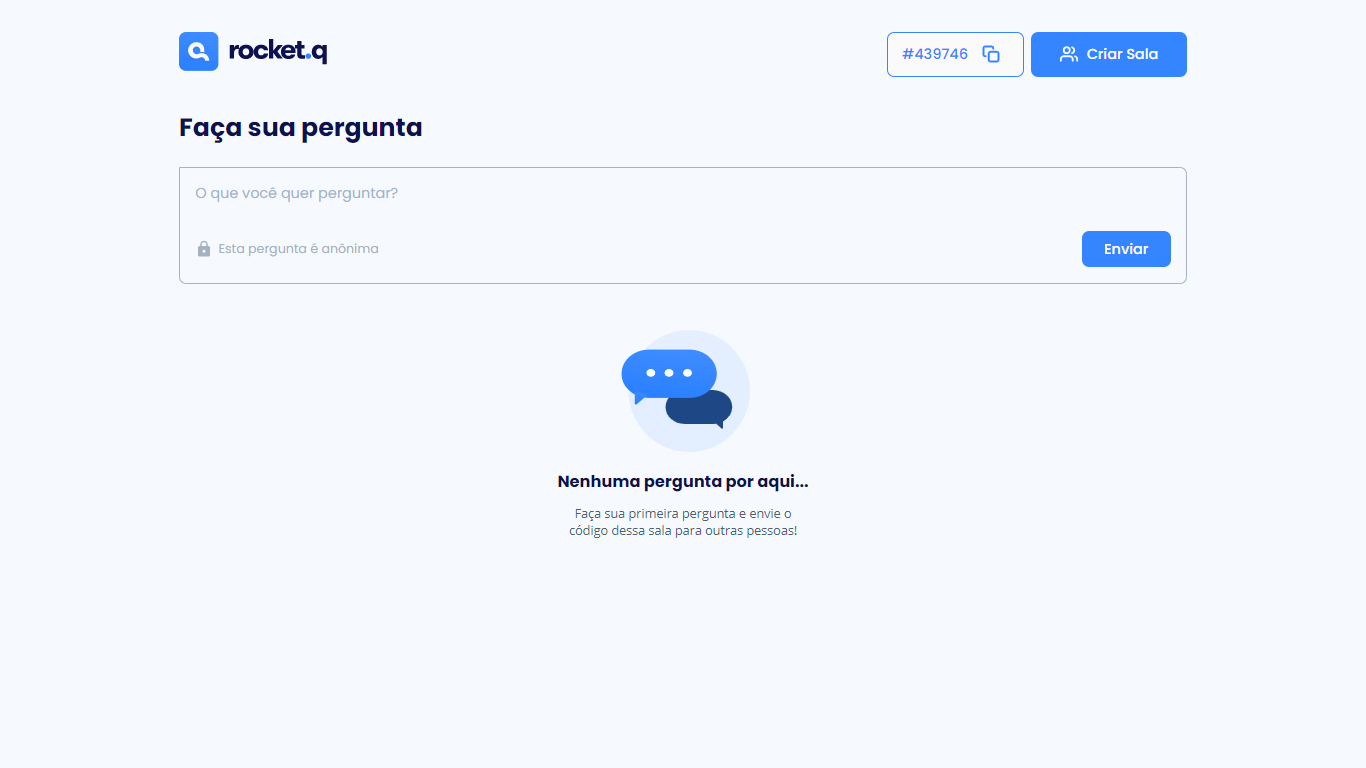 rocket.q
#439746
Criar Sala
Faça sua pergunta
O que você quer perguntar?
Esta pergunta é anônima
Enviar
Nenhuma pergunta por aqui...
Faça sua primeira pergunta e envie o
código dessa sala para outras pessoas!